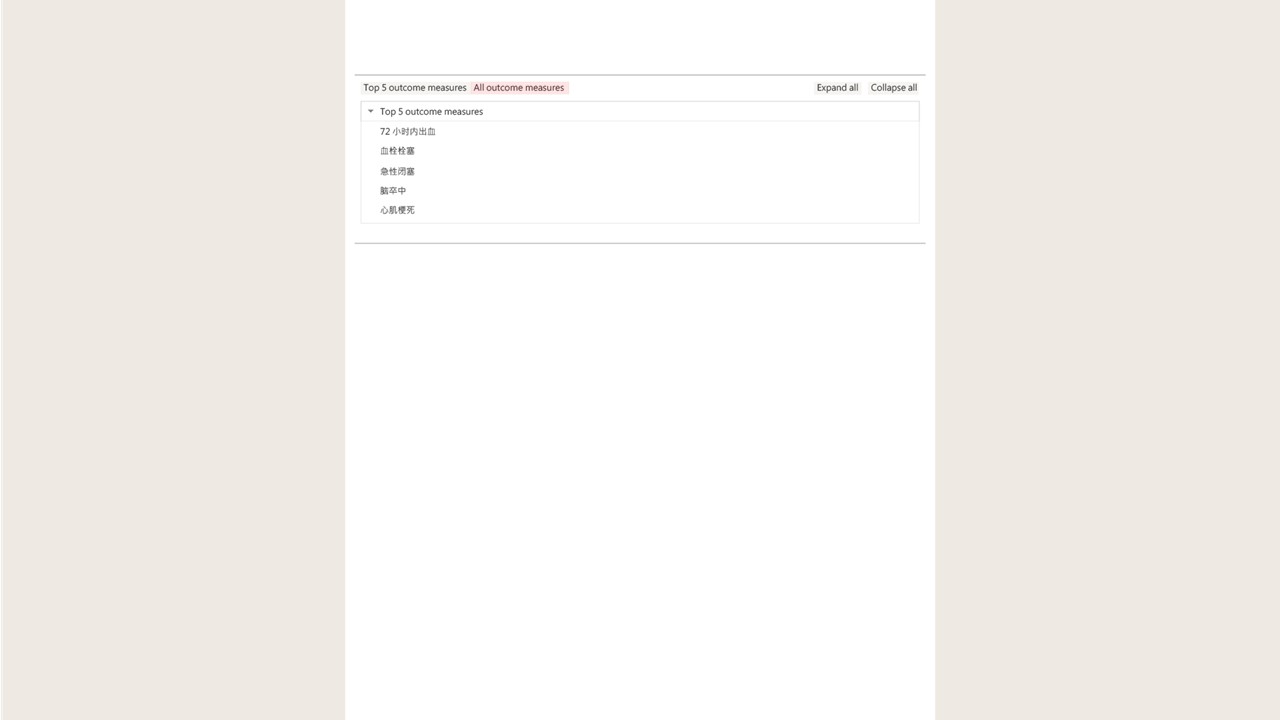 Top 5 outcome measures All outcome measures Expand all Collapse all
Top 5 outcome measures
72 小时内出血
血栓栓塞
急性闭塞
脑卒中
心肌梗死